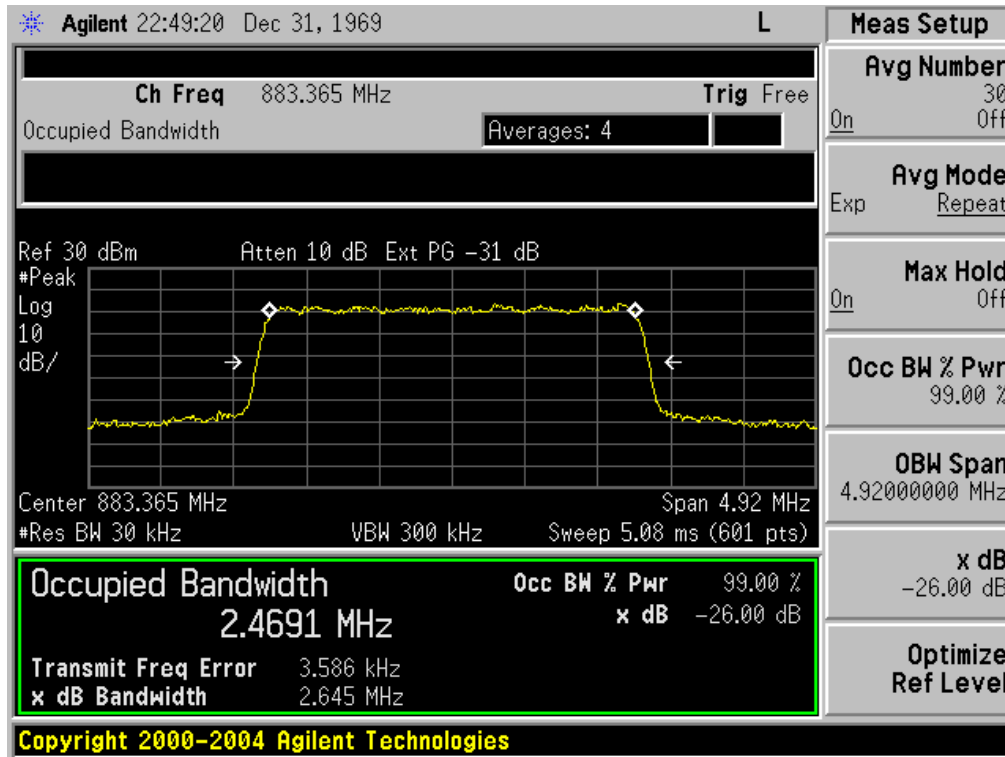 Agilent 22:49:20 Dec 31, 1969 L
Ch Freq 883.365 MHz Trig Free
Occupied Bandwidth Averages: 4
Ref 30 dBm Atten 10 dB Ext PG -31 dB
#Peak
Log
10
dB/
Center 883.365 MHz Span 4.92 MHz
#Res BW 30 kHz VBW 300 kHz Sweep 5.08 ms (601 pts)
Occupied Bandwidth Occ BW % Pwr 99.00 %
2.4691 MHz x dB -26.00 dB
Transmit Freq Error 3.586 kHz
x dB Bandwidth 2.645 MHz
Copyright 2000-2004 Agilent Technologies
Meas Setup
Avg Number
30
On Off
Avg Mode
Exp Repeat
Max Hold
On Off
Occ BW % Pwr
99.00 %
OBW Span
4.92000000 MHz
x dB
-26.00 dB
Optimize
Ref Level